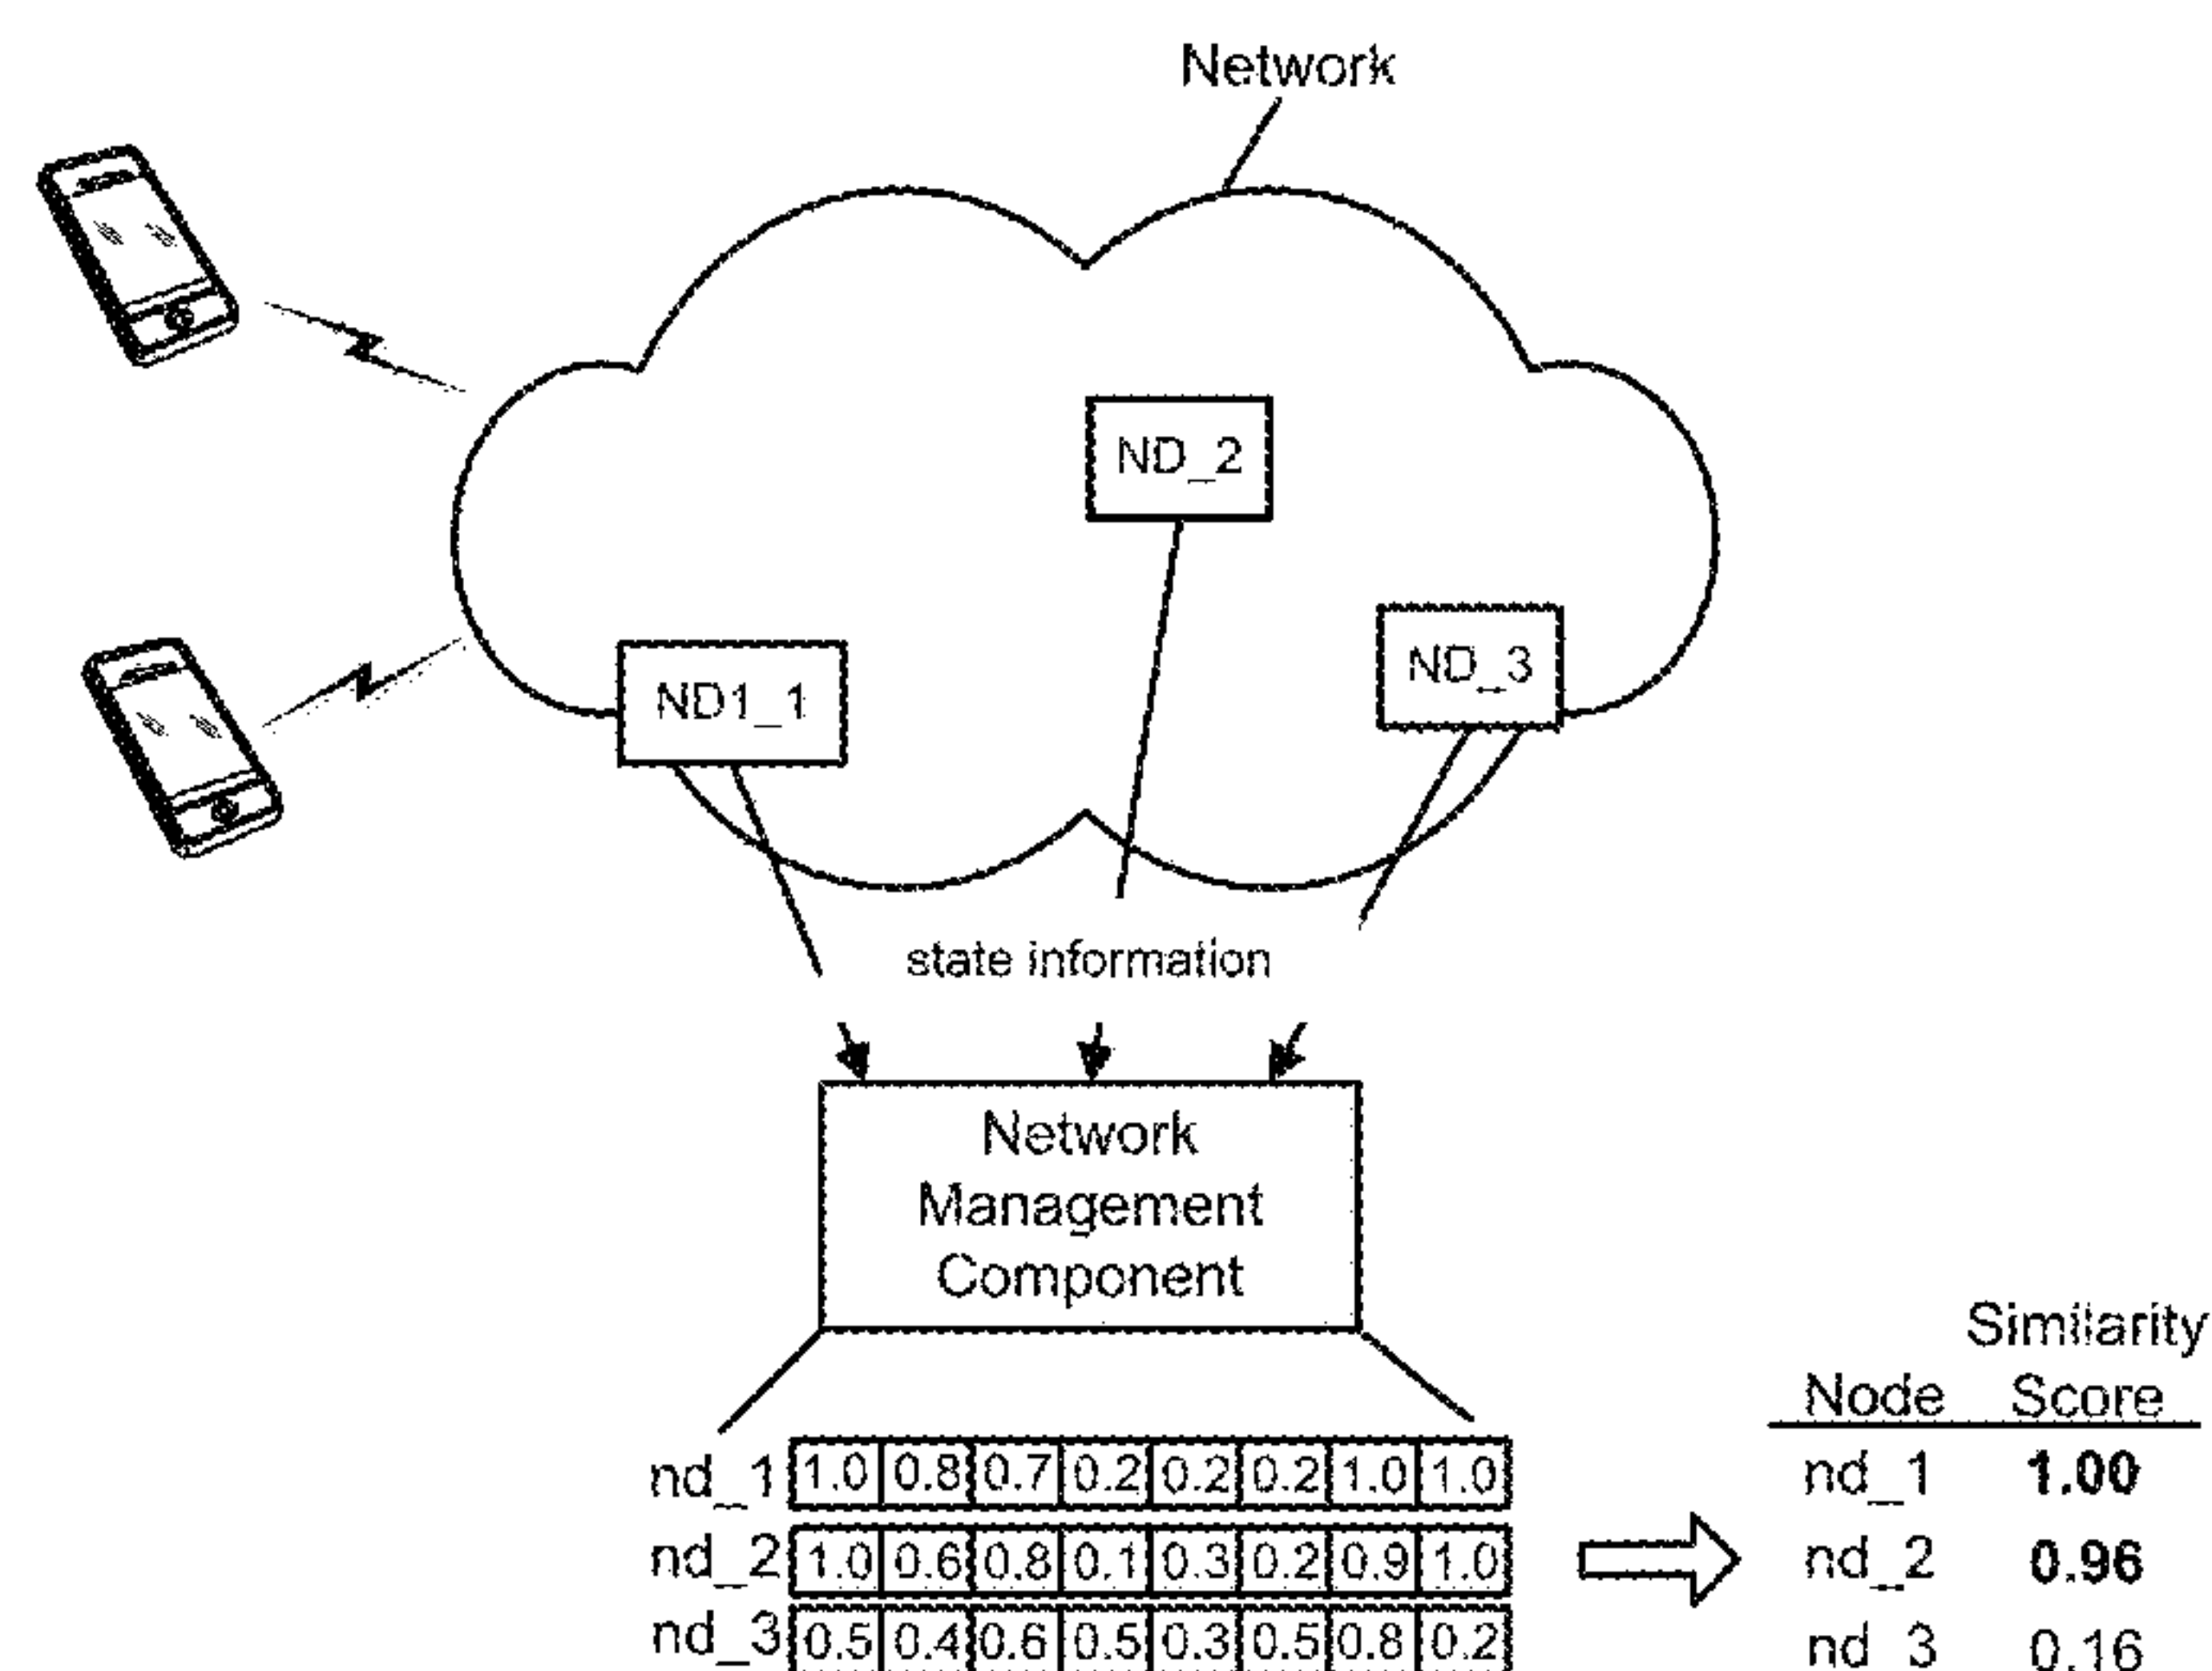 Network
ND_2
ND_3
ND1_1
state information
Network
Management
Component
Similarity
Node Score
nd_1 1.0 0.8 0.7 0.2 0.2 0.2 1.0 1.0 nd_1 1.00
nd_2 1.0 0.6 0.8 0.1 0.3 0.2 0.9 1.0 nd_2 0.96
nd_3 0.5 0.4 0.6 0.5 0.3 0.5 0.8 0.2 nd_3 0.16